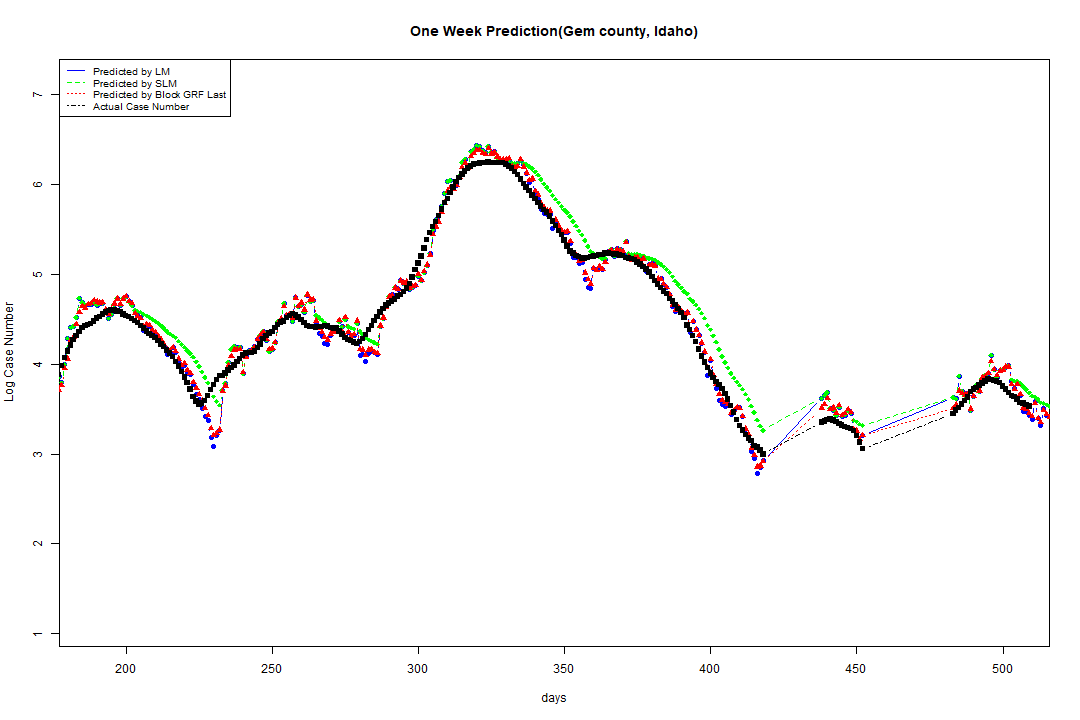 One Week Prediction(Gem county, Idaho)
Predicted by LM
Predicted by SLM
Predicted by Block GRF Last
Actual Case Number
7
6
5
4
3
2
1
Log Case Number
200 250 300 350 400 450 500
days